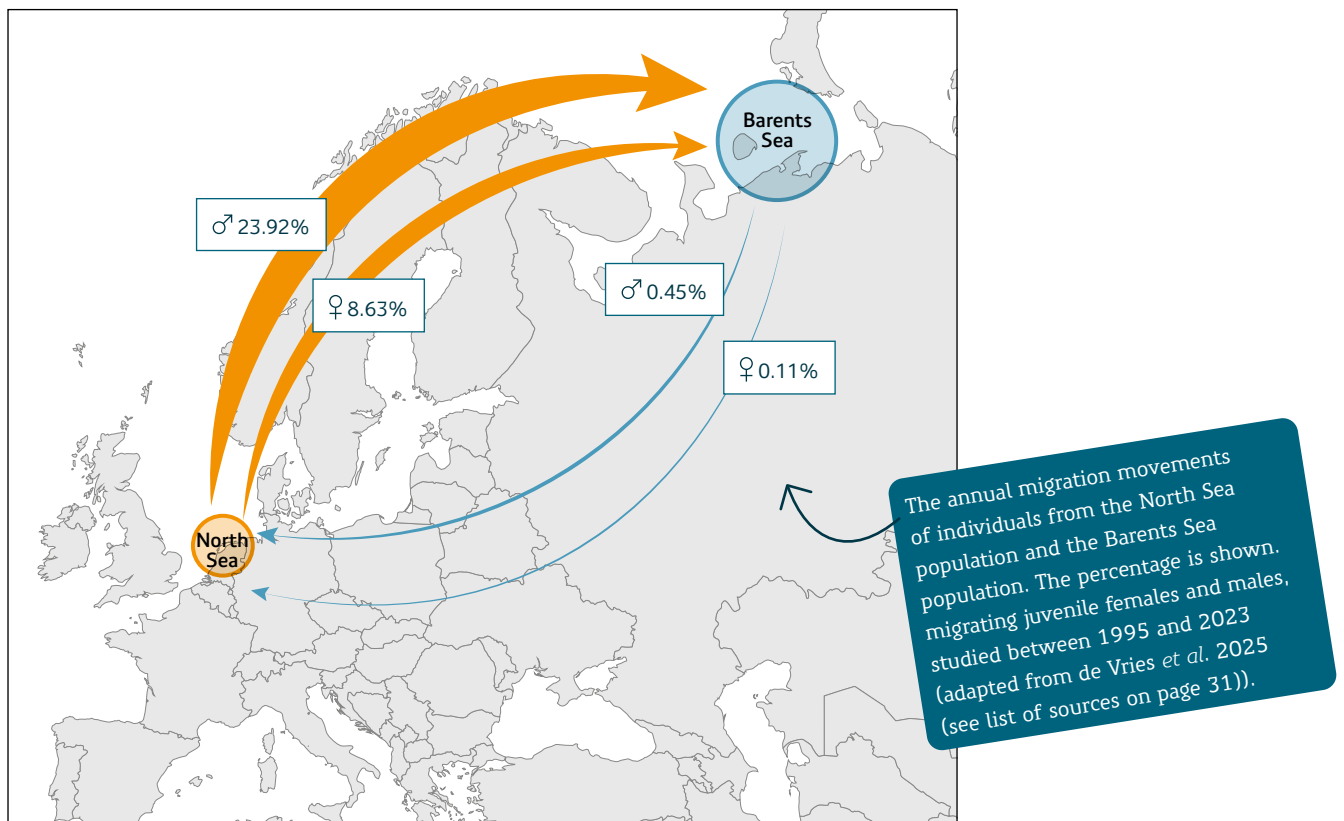 Barents
Sea
♂ 23.92%
♀ 8.63%
♂ 0.45%
♀ 0.11%
North
Sea
The annual migration movements
of individuals from the North Sea
population and the Barents Sea
population. The percentage is shown.
migrating juvenile females and males,
studied between 1995 and 2023
(adapted from de Vries et al. 2025
(see list of sources on page 31)).